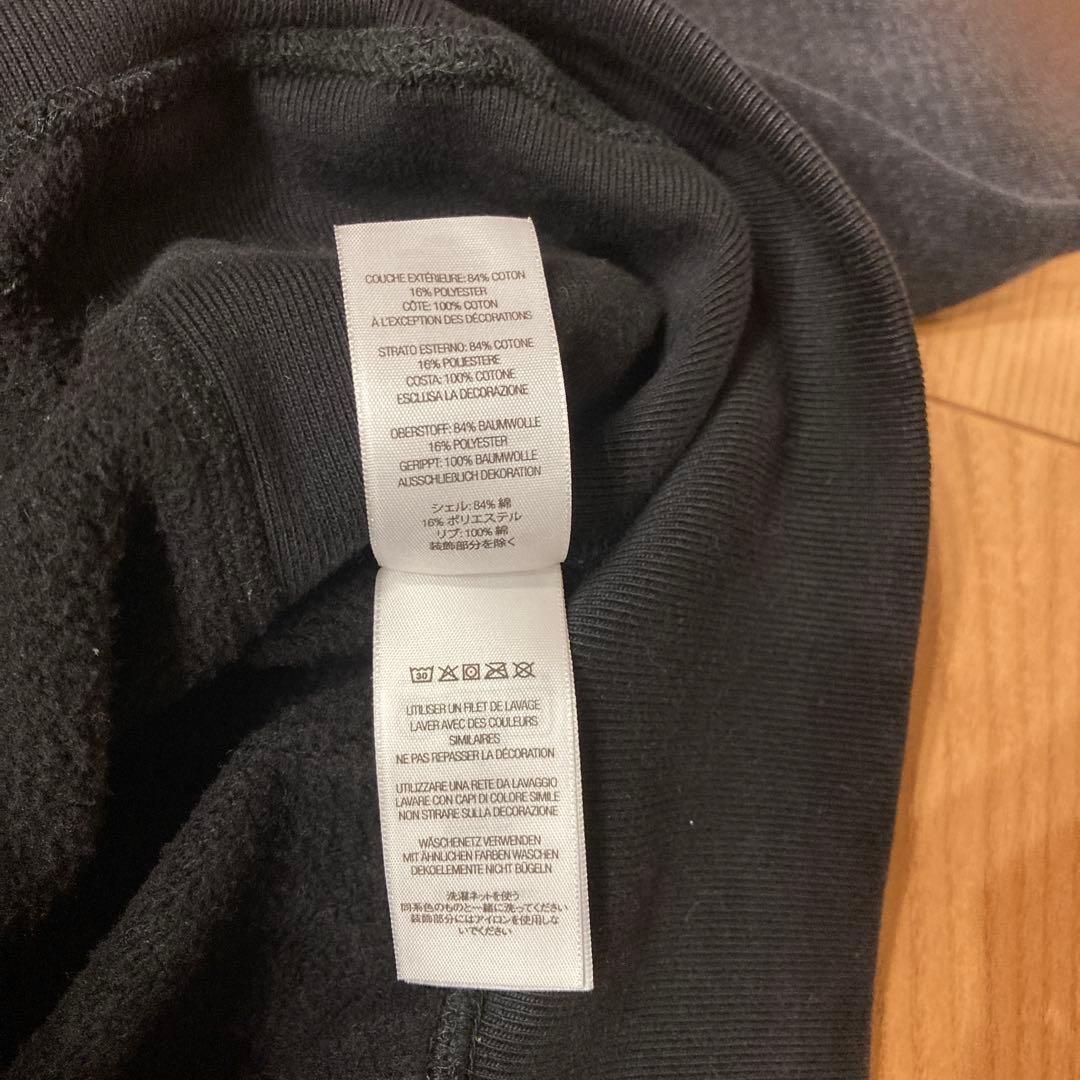 COUCHE EXTÉRIEURE: 84% COTON
16% POLYESTER
CÔTE: 100% COTON
À L'EXCEPTION DES DÉCORATIONS
STRATO ESTERNO: 84% COTONE
16% POLIESTERE
COSTA: 100% COTONE
ESCLUSA LA DECORAZIONE
OBERSTOFF: 84% BAUMWOLLE
16% POLYESTER
GERIPPT: 100% BAUMWOLLE
AUSSCHLIEBLICH DEKORATION
シェル: 84% 綿
16% ポリエステル
リブ: 100% 綿
装飾部分を除く
30
UTILISER UN FILET DE LAVAGE
LAVER AVEC DES COULEURS
SIMILAIRES
NE PAS REPASSER LA DÉCORATION
UTILIZZARE UNA RETE DA LAVAGGIO
LAVARE CON CAPI DI COLORE SIMILE
NON STIRARE SULLA DECORAZIONE
WÄSCHENETZ VERWENDEN
MIT ÄHNLICHEN FARBEN WASCHEN
DEKOELEMENTE NICHT BÜGELN
洗濯ネットを使う
同系色のものと一緒に洗ってください
装飾部分にはアイロンを使用しな
いでください